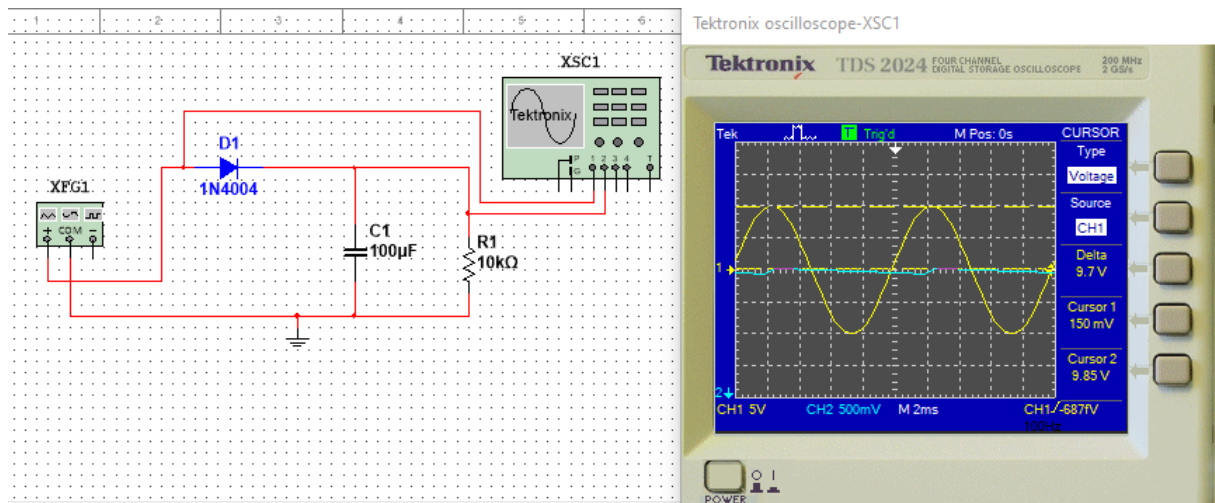 1 2 3 4 5 6
Tektronix oscilloscope-XSC1
XSC1
Tektronix
P
G
1 2 3 4 T
D1
1N4004
XFG1
+ COM −
C1
100µF
R1
10kΩ
Tektronix TDS 2024 FOUR CHANNEL
DIGITAL STORAGE OSCILLOSCOPE
200 MHz
2 GS/s
Tek T Trig'd M Pos: 0s CURSOR
Type
Voltage
Source
CH1
Delta
9.7 V
Cursor 1
150 mV
Cursor 2
9.85 V
1
2
CH1 5V CH2 500mV M 2ms CH1 -687fV
100Hz
POWER